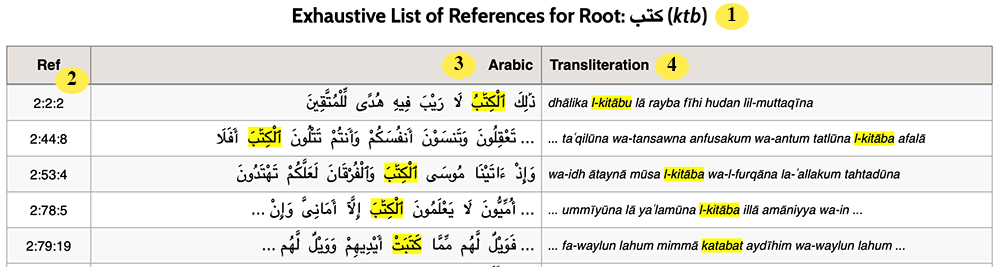 Exhaustive List of References for Root: كتب (ktb) 1
Ref 2 3 Arabic Transliteration 4
2:2:2 ذَٰلِكَ ٱلْكِتَٰبُ لَا رَيْبَ فِيهِ هُدًى لِّلْمُتَّقِينَ dhālika l-kitābu lā rayba fīhi hudan lil-muttaqīna
2:44:8 ... تَعْقِلُونَ وَتَنسَوْنَ أَنفُسَكُمْ وَأَنتُمْ تَتْلُونَ ٱلْكِتَٰبَ أَفَلَا ... taʿqilūna wa-tansawna anfusakum wa-antum tatlūna l-kitāba afalā
2:53:4 وَإِذْ ءَاتَيْنَا مُوسَى ٱلْكِتَٰبَ وَٱلْفُرْقَانَ لَعَلَّكُمْ تَهْتَدُونَ wa-idh ātaynā mūsa l-kitāba wa-l-furqāna la-ʿallakum tahtadūna
2:78:5 ... أُمِّيُّونَ لَا يَعْلَمُونَ ٱلْكِتَٰبَ إِلَّآ أَمَانِىَّ وَإِنْ ... ... ummīyūna lā yaʿlamūna l-kitāba illā amāniyya wa-in ...
2:79:19 ... فَوَيْلٌ لَّهُم مِّمَّا كَتَبَتْ أَيْدِيهِمْ وَوَيْلٌ لَّهُم ... ... fa-waylun lahum mimmā katabat aydīhim wa-waylun lahum ...